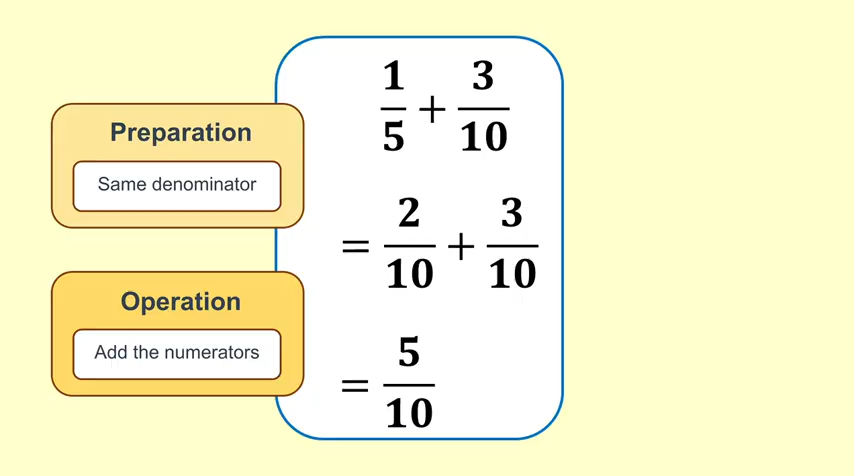 Preparation
Same denominator
Operation
Add the numerators
1/5 + 3/10
= 2/10 + 3/10
= 5/10